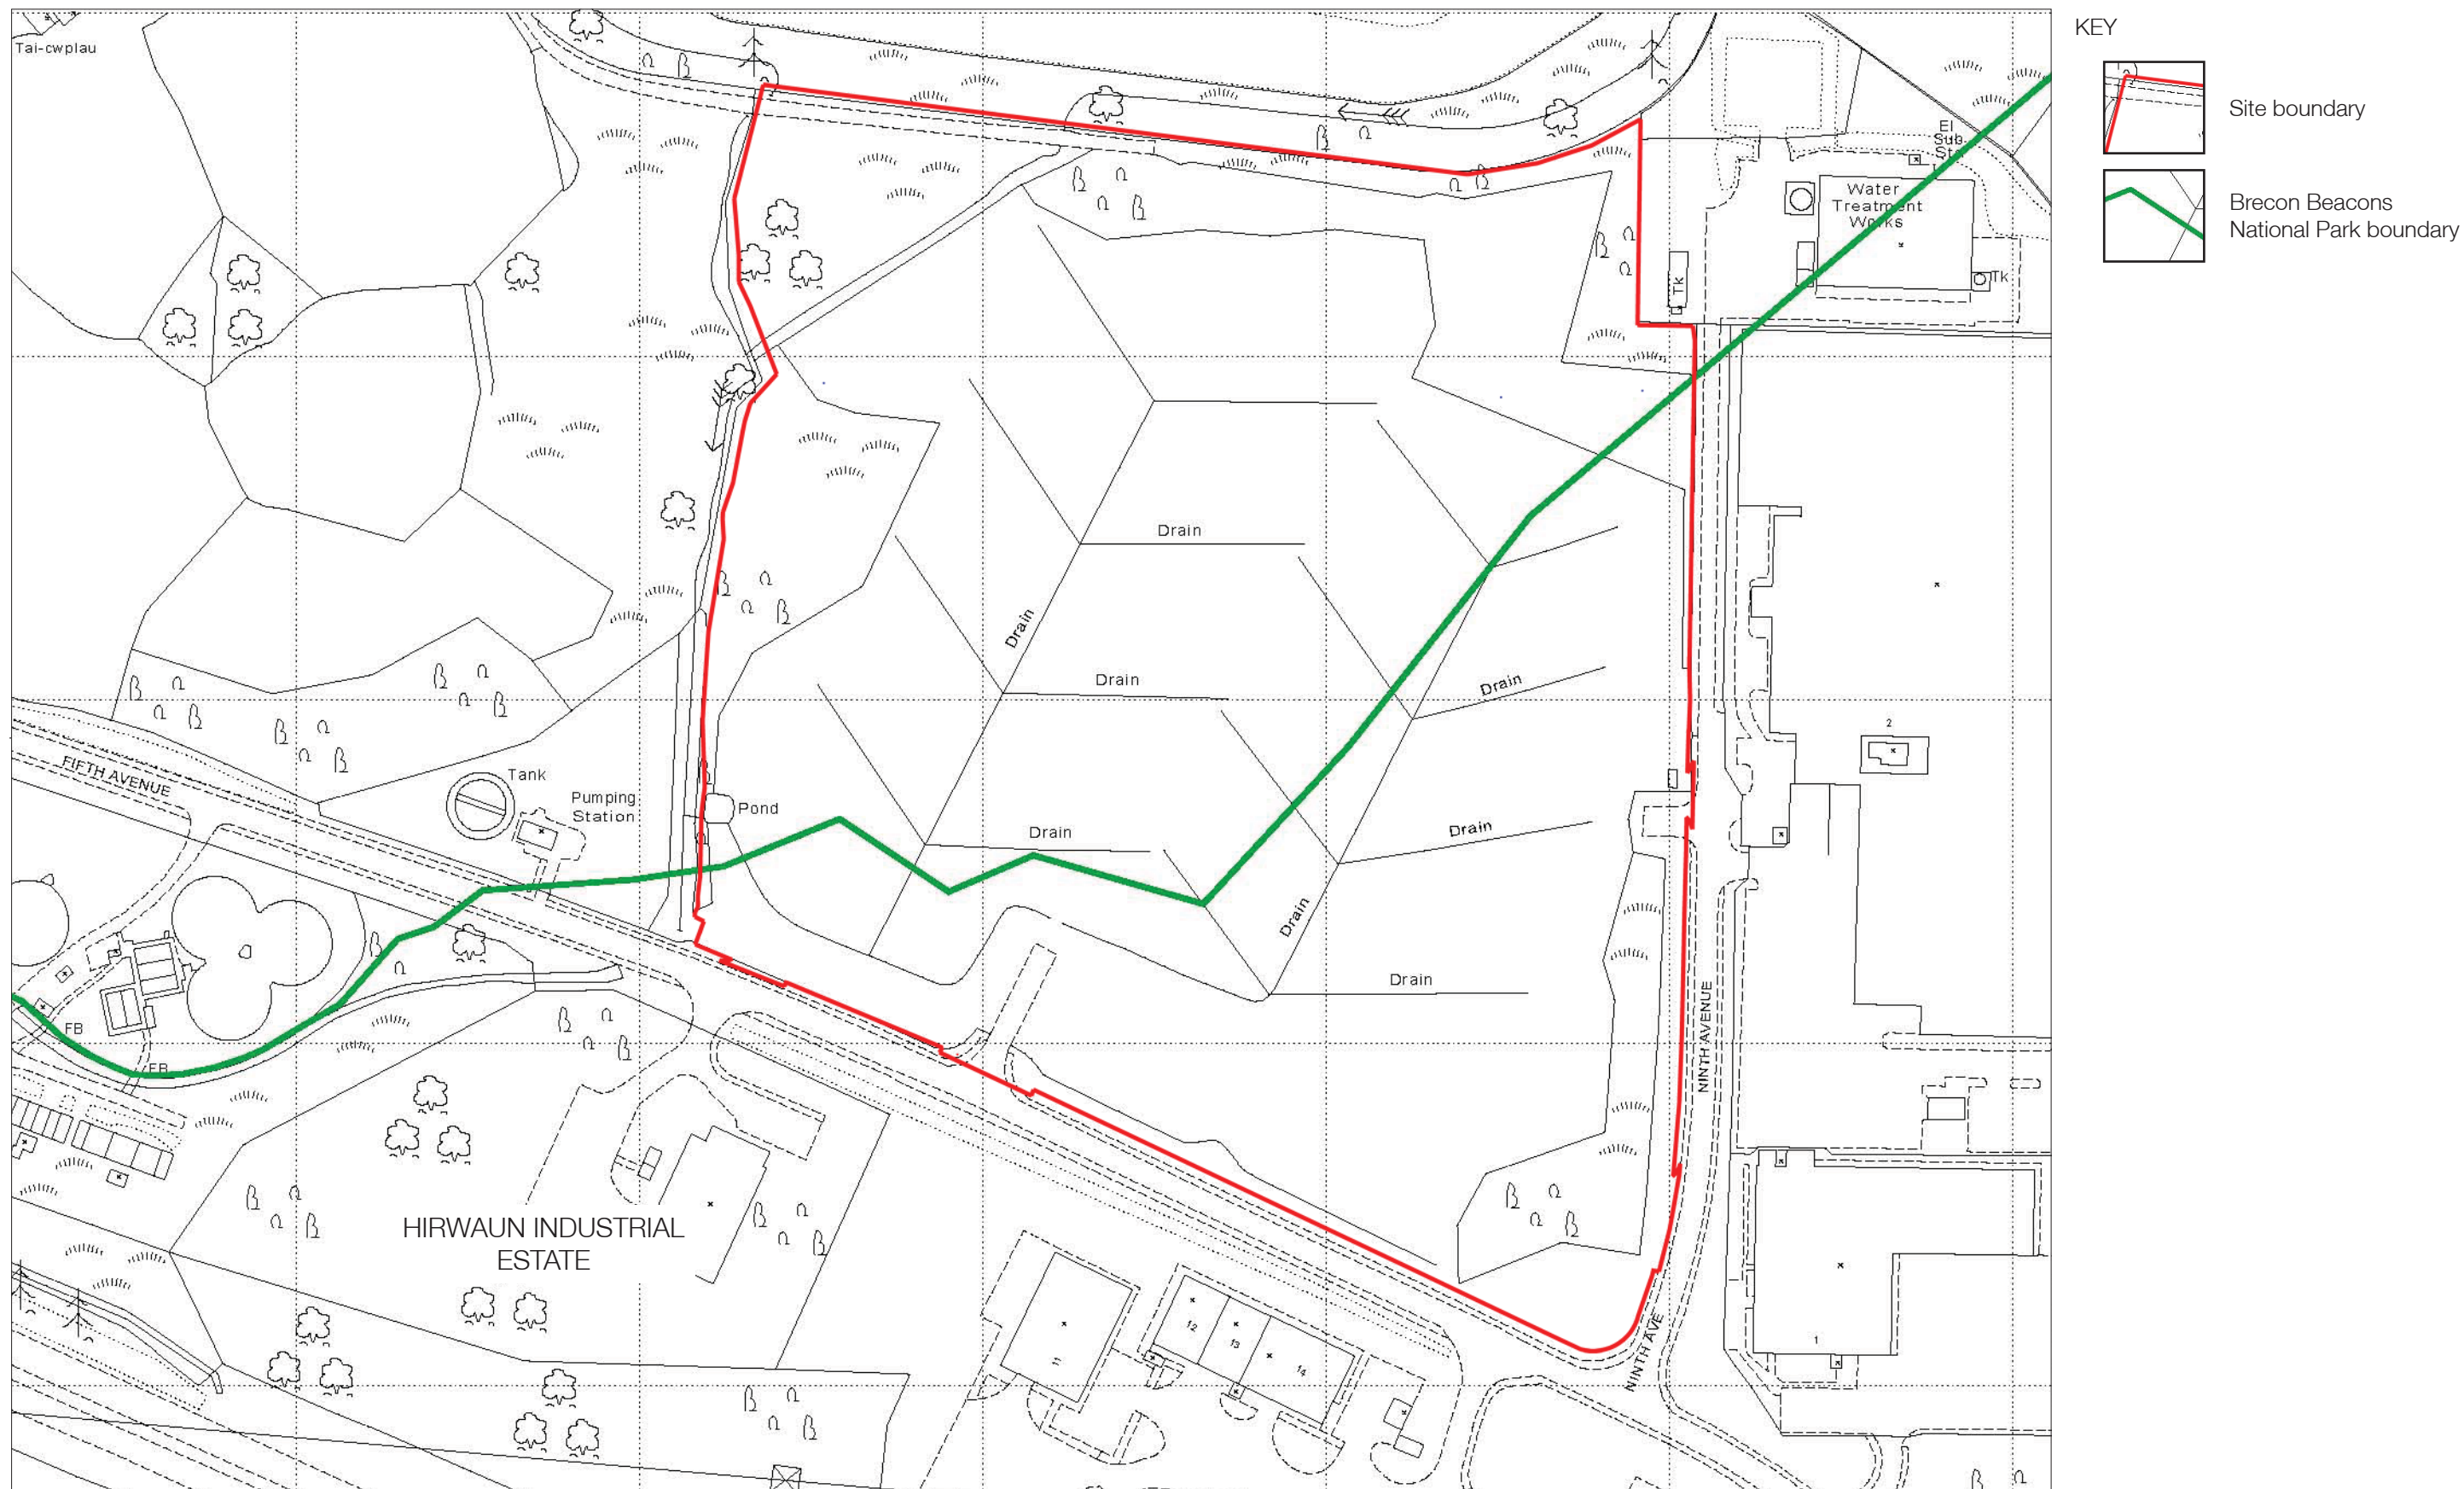 Tai-cwplau
KEY
Site boundary
El
Sub
Sta
Water
Treatment
Works
Brecon Beacons
National Park boundary
Tk
Tk
Drain
Drain
Drain
Drain
2
FIFTH AVENUE
Tank
Pumping
Station
Pond
Drain
Drain
Drain
Drain
NINTH AVENUE
FB
FB
HIRWAUN INDUSTRIAL
ESTATE
12
13
14
11
1
NINTH AVE